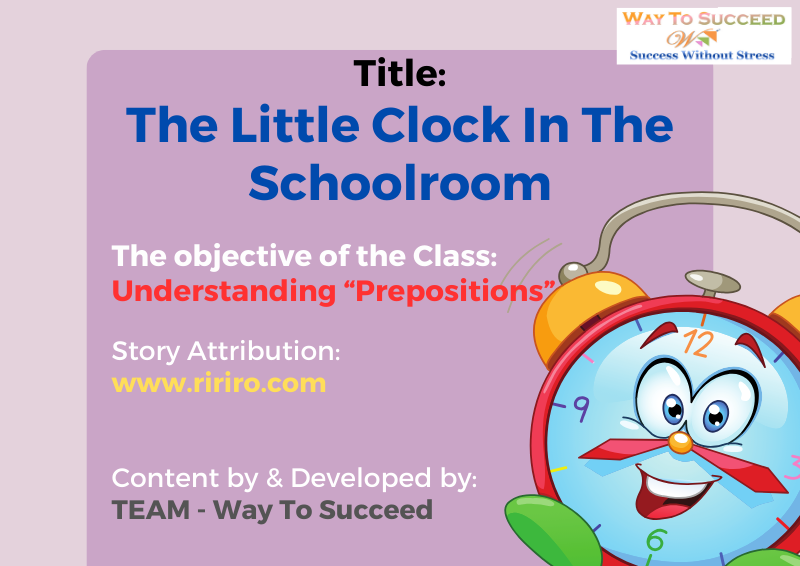 WAY TO SUCCEED
W
Success Without Stress
Title:
The Little Clock In The
Schoolroom
The objective of the Class:
Understanding “Prepositions”
Story Attribution:
www.ririro.com
Content by & Developed by:
TEAM - Way To Succeed
12
9
3
6